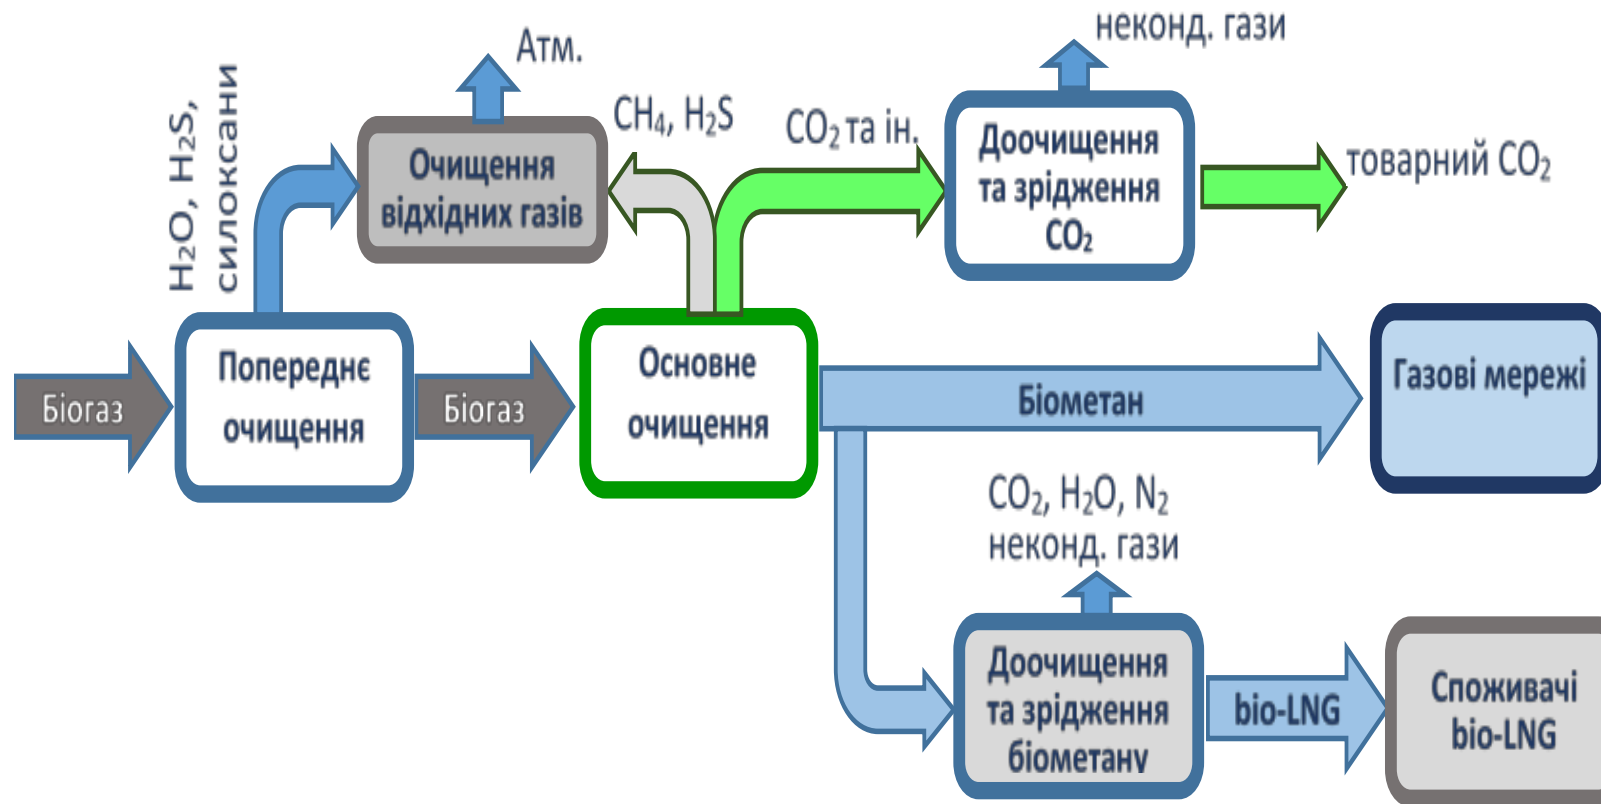 неконд. гази
Атм.
H₂O, H₂S,
силоксани
CH₄, H₂S
CO₂ та ін.
Очищення
відхідних газів
Доочищення
та зрідження
CO₂
товарний CO₂
Біогаз
Попереднє
очищення
Біогаз
Основне
очищення
Біометан
Газові мережі
CO₂, H₂O, N₂
неконд. гази
Доочищення
та зрідження
біометану
bio-LNG
Споживачі
bio-LNG